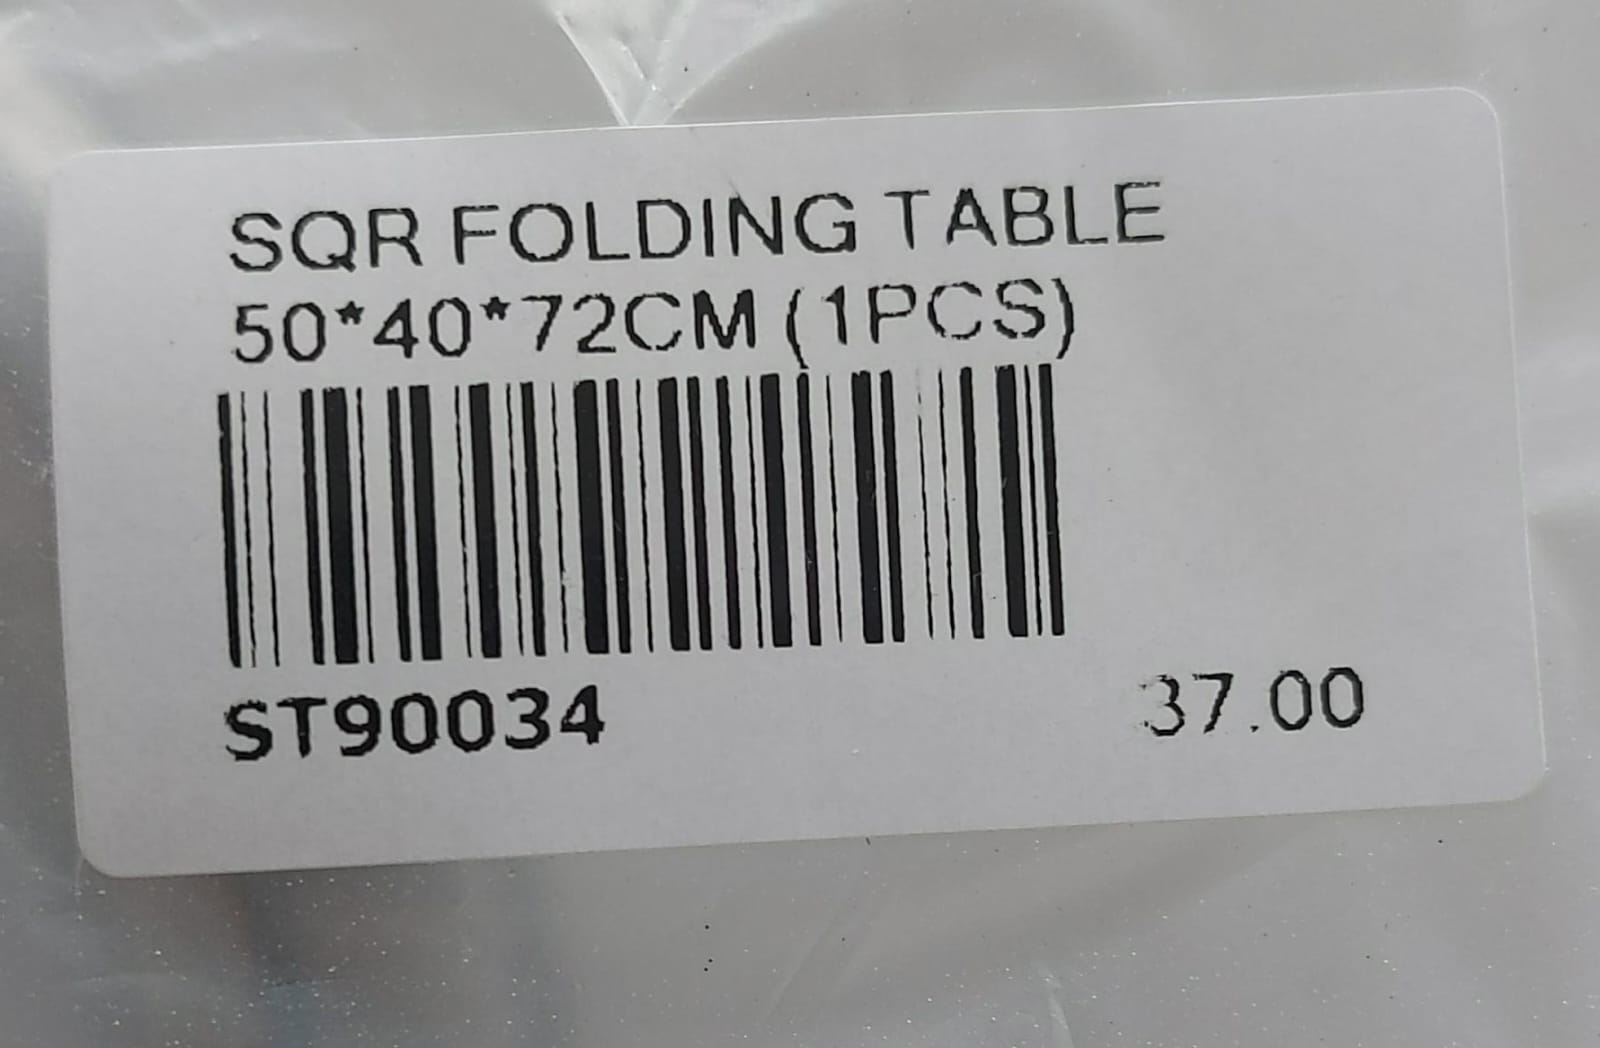 SQR FOLDING TABLE
50*40*72CM (1PCS)
ST90034 37.00